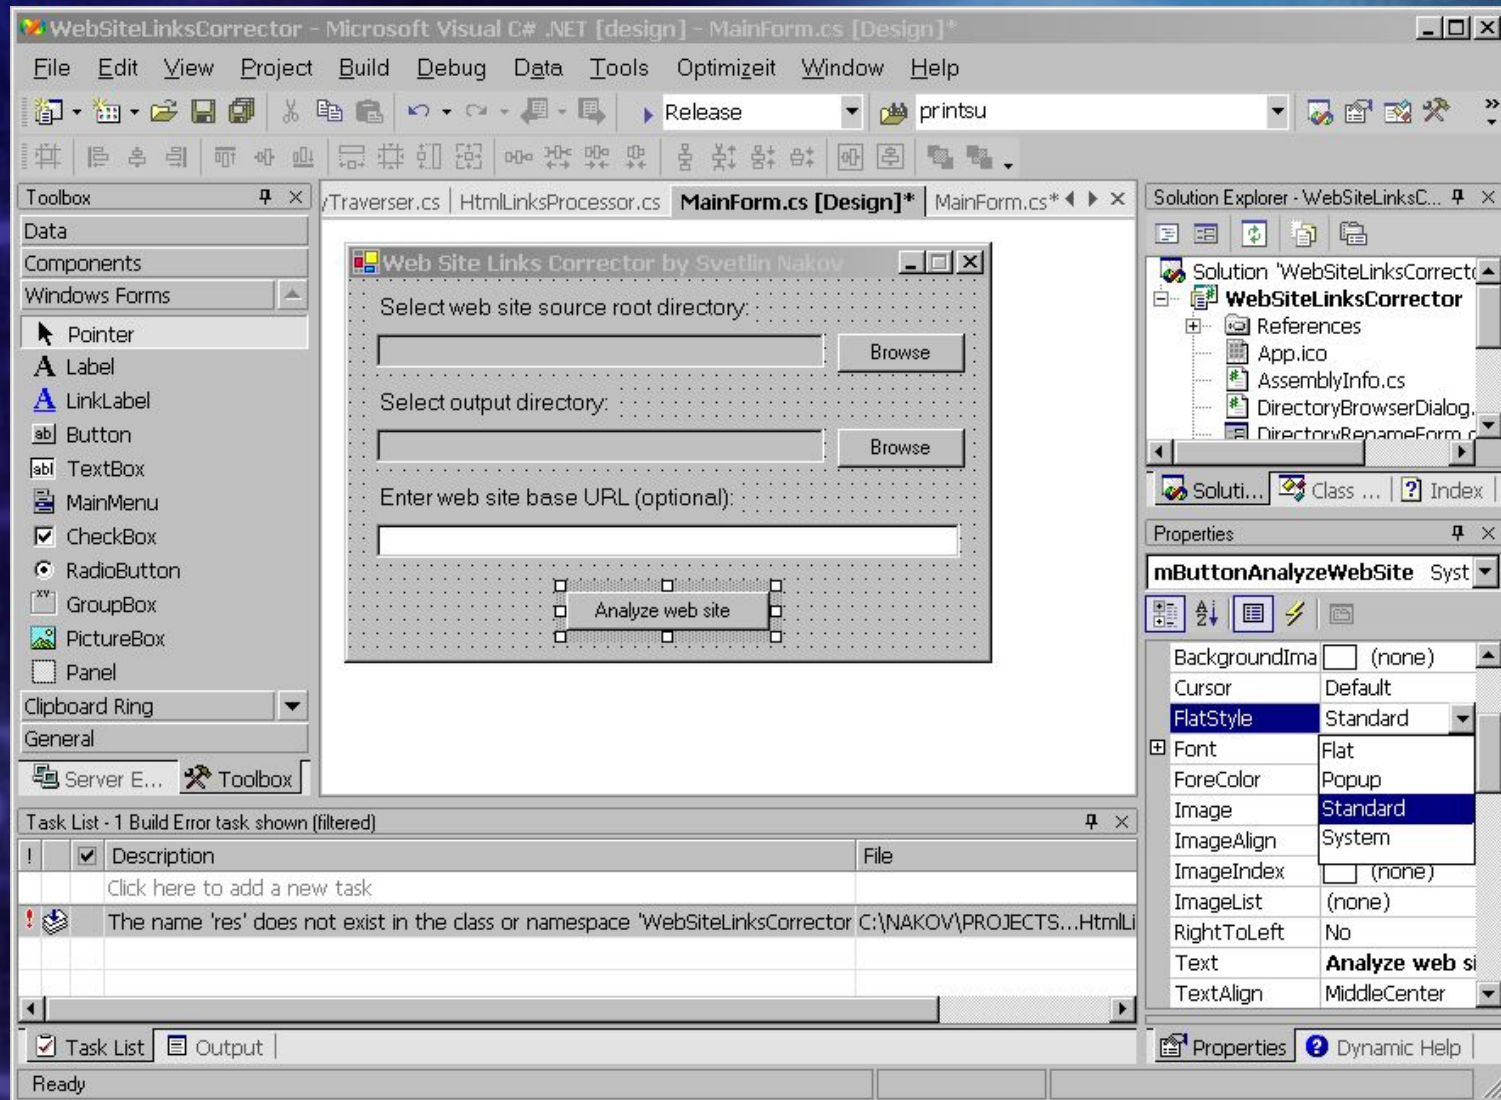 WebSiteLinksCorrector - Microsoft Visual C# .NET [design] - MainForm.cs [Design]*
File Edit View Project Build Debug Data Tools Optimizeit Window Help
Release printsu
Toolbox
Data
Components
Windows Forms
Pointer
Label
LinkLabel
Button
TextBox
MainMenu
CheckBox
RadioButton
GroupBox
PictureBox
Panel
Clipboard Ring
General
Server E... Toolbox
yTraverser.cs HtmlLinksProcessor.cs MainForm.cs [Design]* MainForm.cs*
Web Site Links Corrector by Svetlin Nakov
Select web site source root directory:
Browse
Select output directory:
Browse
Enter web site base URL (optional):
Analyze web site
Solution Explorer - WebSiteLinksC...
Solution 'WebSiteLinksCorrecto
WebSiteLinksCorrector
References
App.ico
AssemblyInfo.cs
DirectoryBrowserDialog.
DirectoryRenameForm.c
Soluti... Class ... Index
Properties
mButtonAnalyzeWebSite Syst
BackgroundIma (none)
Cursor Default
FlatStyle Standard
Font Flat
ForeColor Popup
Image Standard
ImageAlign System
ImageIndex (none)
ImageList (none)
RightToLeft No
Text Analyze web si
TextAlign MiddleCenter
Properties Dynamic Help
Task List - 1 Build Error task shown (filtered)
! Description File
Click here to add a new task
! The name 'res' does not exist in the class or namespace 'WebSiteLinksCorrector C:\NAKOV\PROJECTS...HtmlLi
Task List Output
Ready